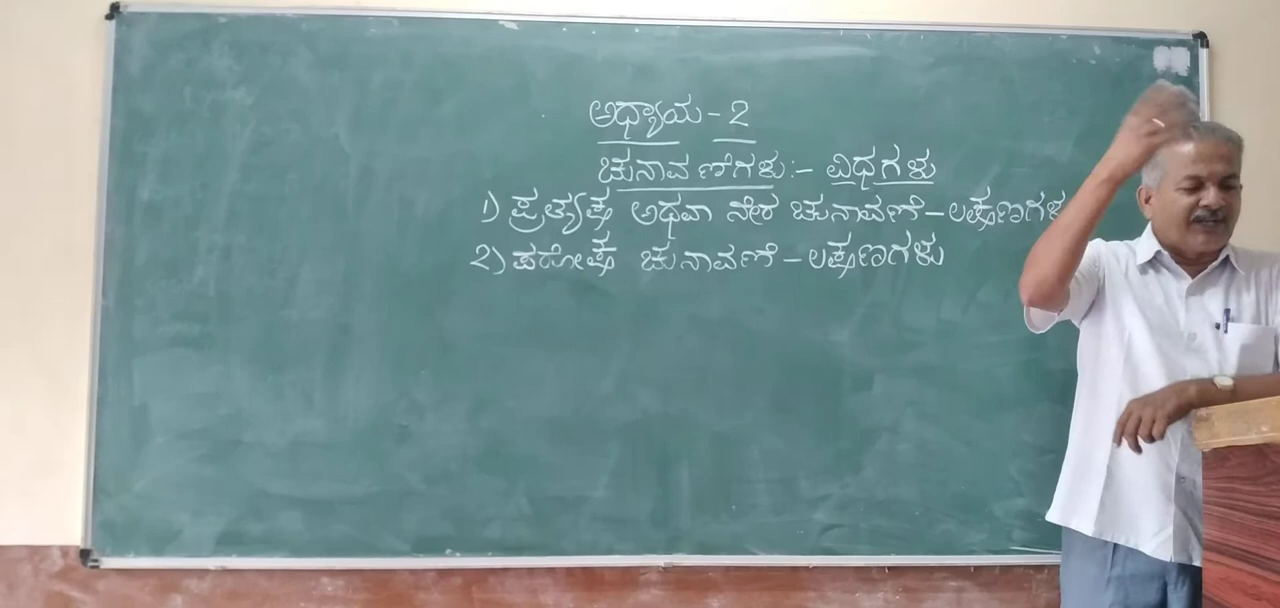 ಅಧ್ಯಾಯ - 2
ಚುನಾವಣೆಗಳು :- ವಿಧಗಳು
1) ಪ್ರತ್ಯಕ್ಷ ಅಥವಾ ನೇರ ಚುನಾವಣೆ - ಲಕ್ಷಣಗಳ
2) ಪರೋಕ್ಷ ಚುನಾವಣೆ - ಲಕ್ಷಣಗಳು